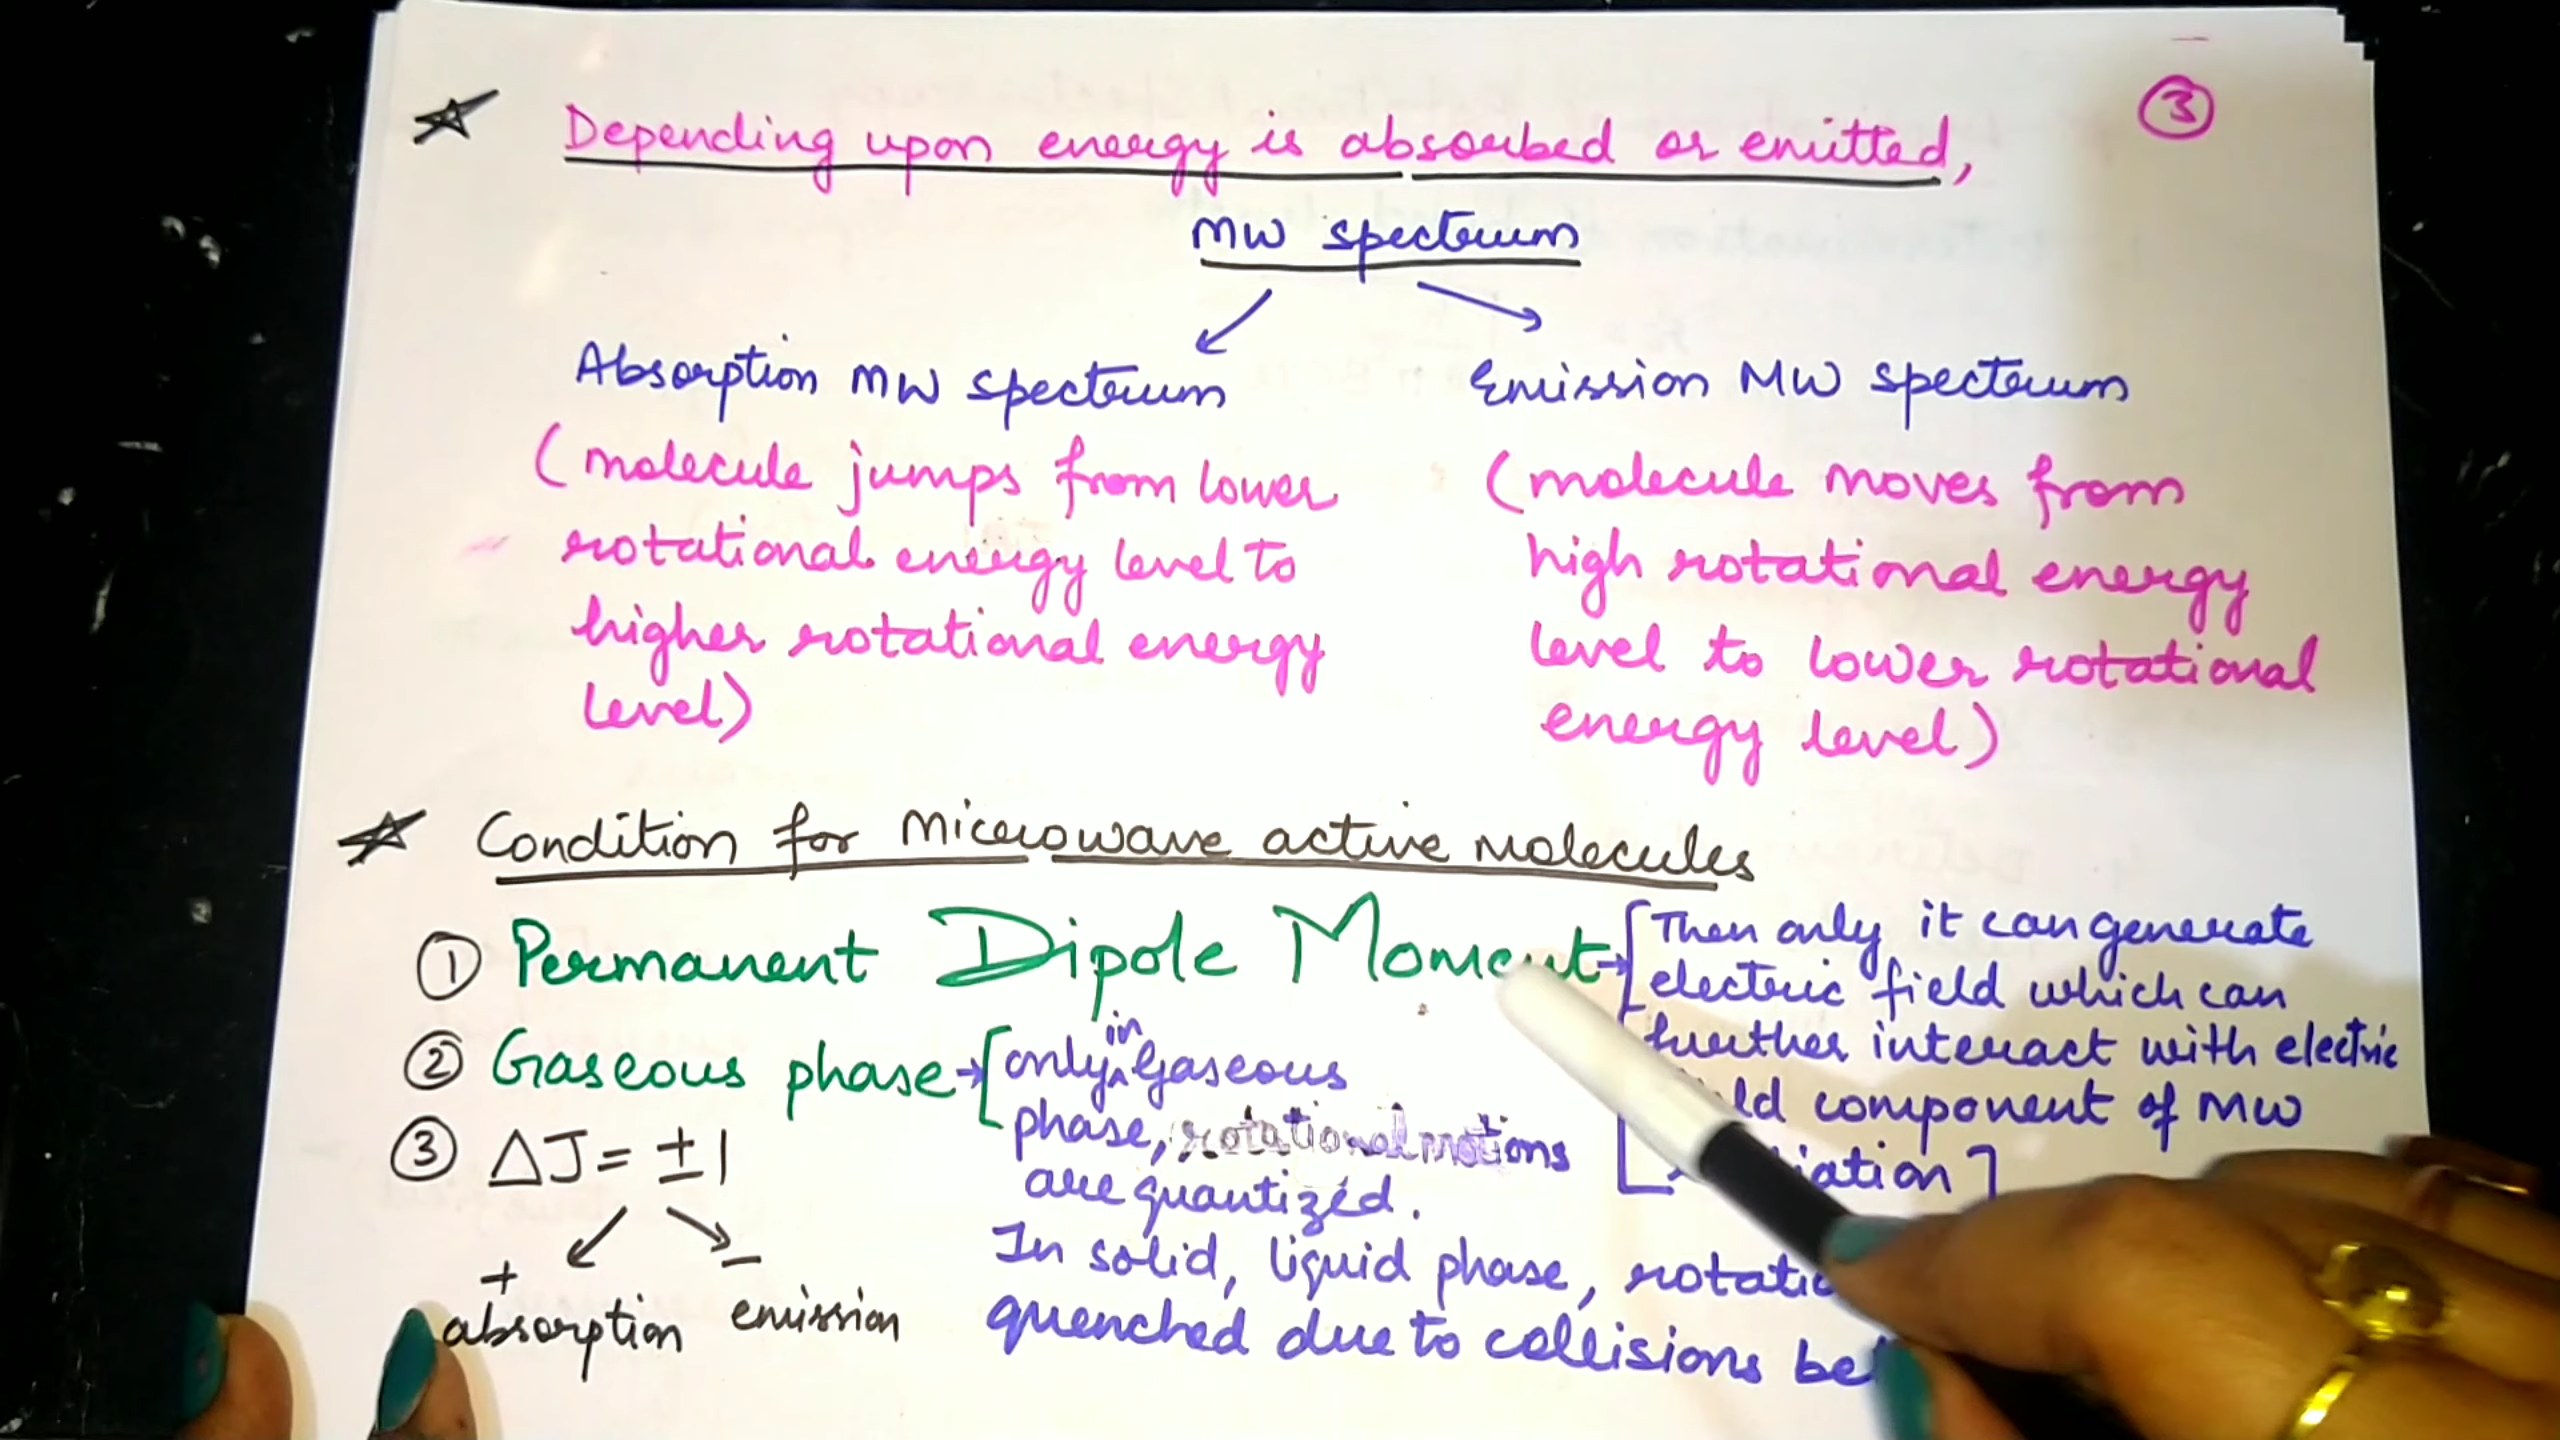 ③
Depending upon energy is absorbed or emitted,
MW spectrum
Absorption MW spectrum
(molecule jumps from lower
rotational energy level to
higher rotational energy
level)
Emission MW spectrum
(molecule moves from
high rotational energy
level to lower rotational
energy level)
Condition for Microwave active Molecules
① Permanent Dipole Moment → [Then only it can generate
electric field which can
further interact with electric
component of MW
]
② Gaseous phase → [only in gaseous
phase, rotational motions
are quantized.
In solid, liquid phase,
quenched due to collisions
③ ΔJ = ±1
+ −
absorption emission